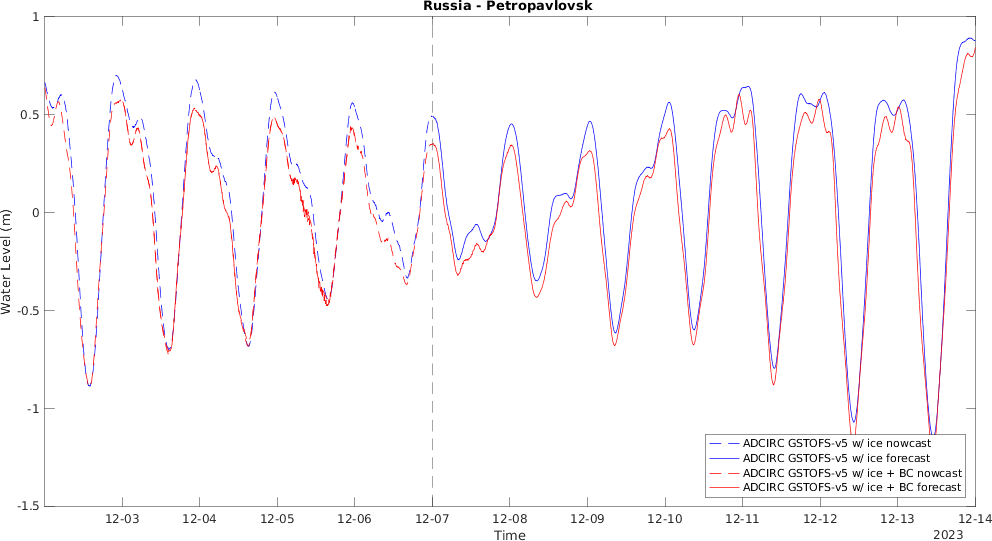 Russia - Petropavlovsk
1
0.5
0
-0.5
-1
-1.5
Water Level (m)
ADCIRC GSTOFS-v5 w/ ice nowcast
ADCIRC GSTOFS-v5 w/ ice forecast
ADCIRC GSTOFS-v5 w/ ice + BC nowcast
ADCIRC GSTOFS-v5 w/ ice + BC forecast
12-03 12-04 12-05 12-06 12-07 12-08 12-09 12-10 12-11 12-12 12-13 12-14
Time
2023